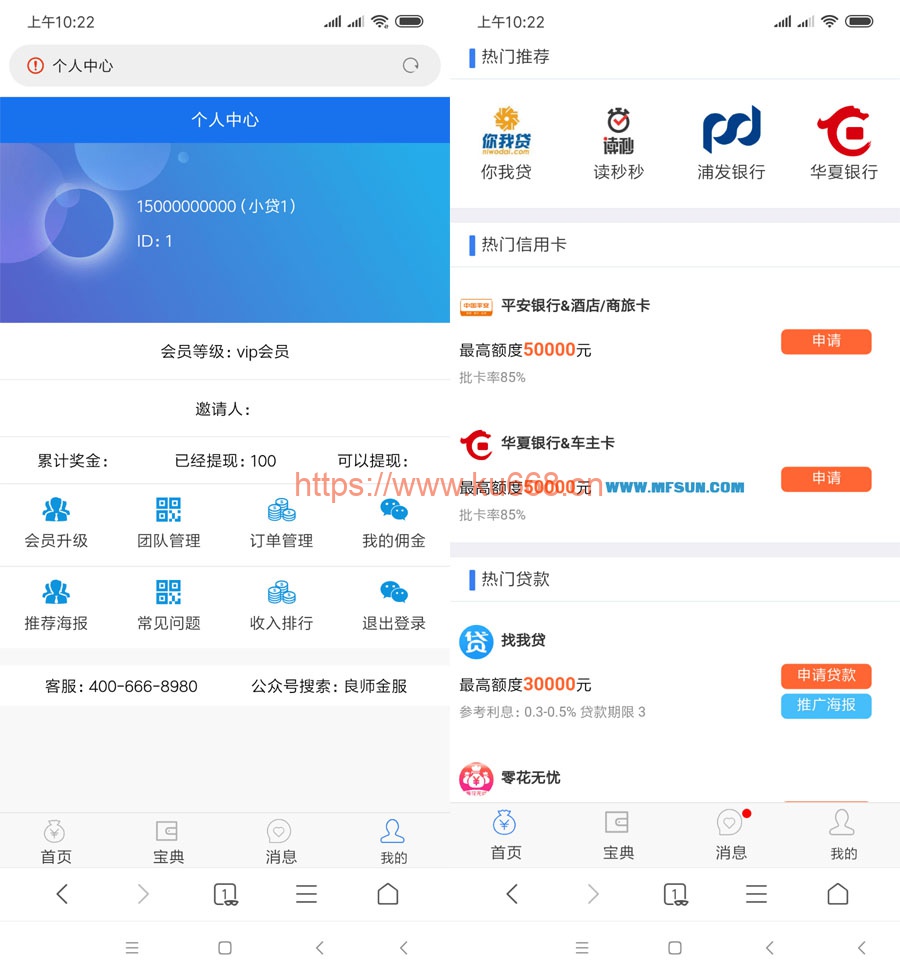 上午10:22
个人中心
个人中心
15000000000 (小贷1)
ID: 1
会员等级: vip会员
邀请人:
累计奖金: 已经提现: 100 可以提现:
会员升级 团队管理 订单管理 我的佣金
推荐海报 常见问题 收入排行 退出登录
客服: 400-666-8980 公众号搜索: 良师金服
首页 宝典 消息 我的
1
上午10:22
热门推荐
你我贷
niwodai.com
读秒
你我贷 读秒秒 浦发银行 华夏银行
热门信用卡
中国平安
平安银行&酒店/商旅卡
最高额度50000元
申请
批卡率85%
华夏银行&车主卡
最高额度50000元
申请
批卡率85%
https://www.ku668.cn
WWW.MFSUN.COM
热门贷款
贷
找我贷
最高额度30000元
申请贷款
参考利息: 0.3-0.5% 贷款期限 3
推广海报
零花无忧
首页 宝典 消息 我的
1